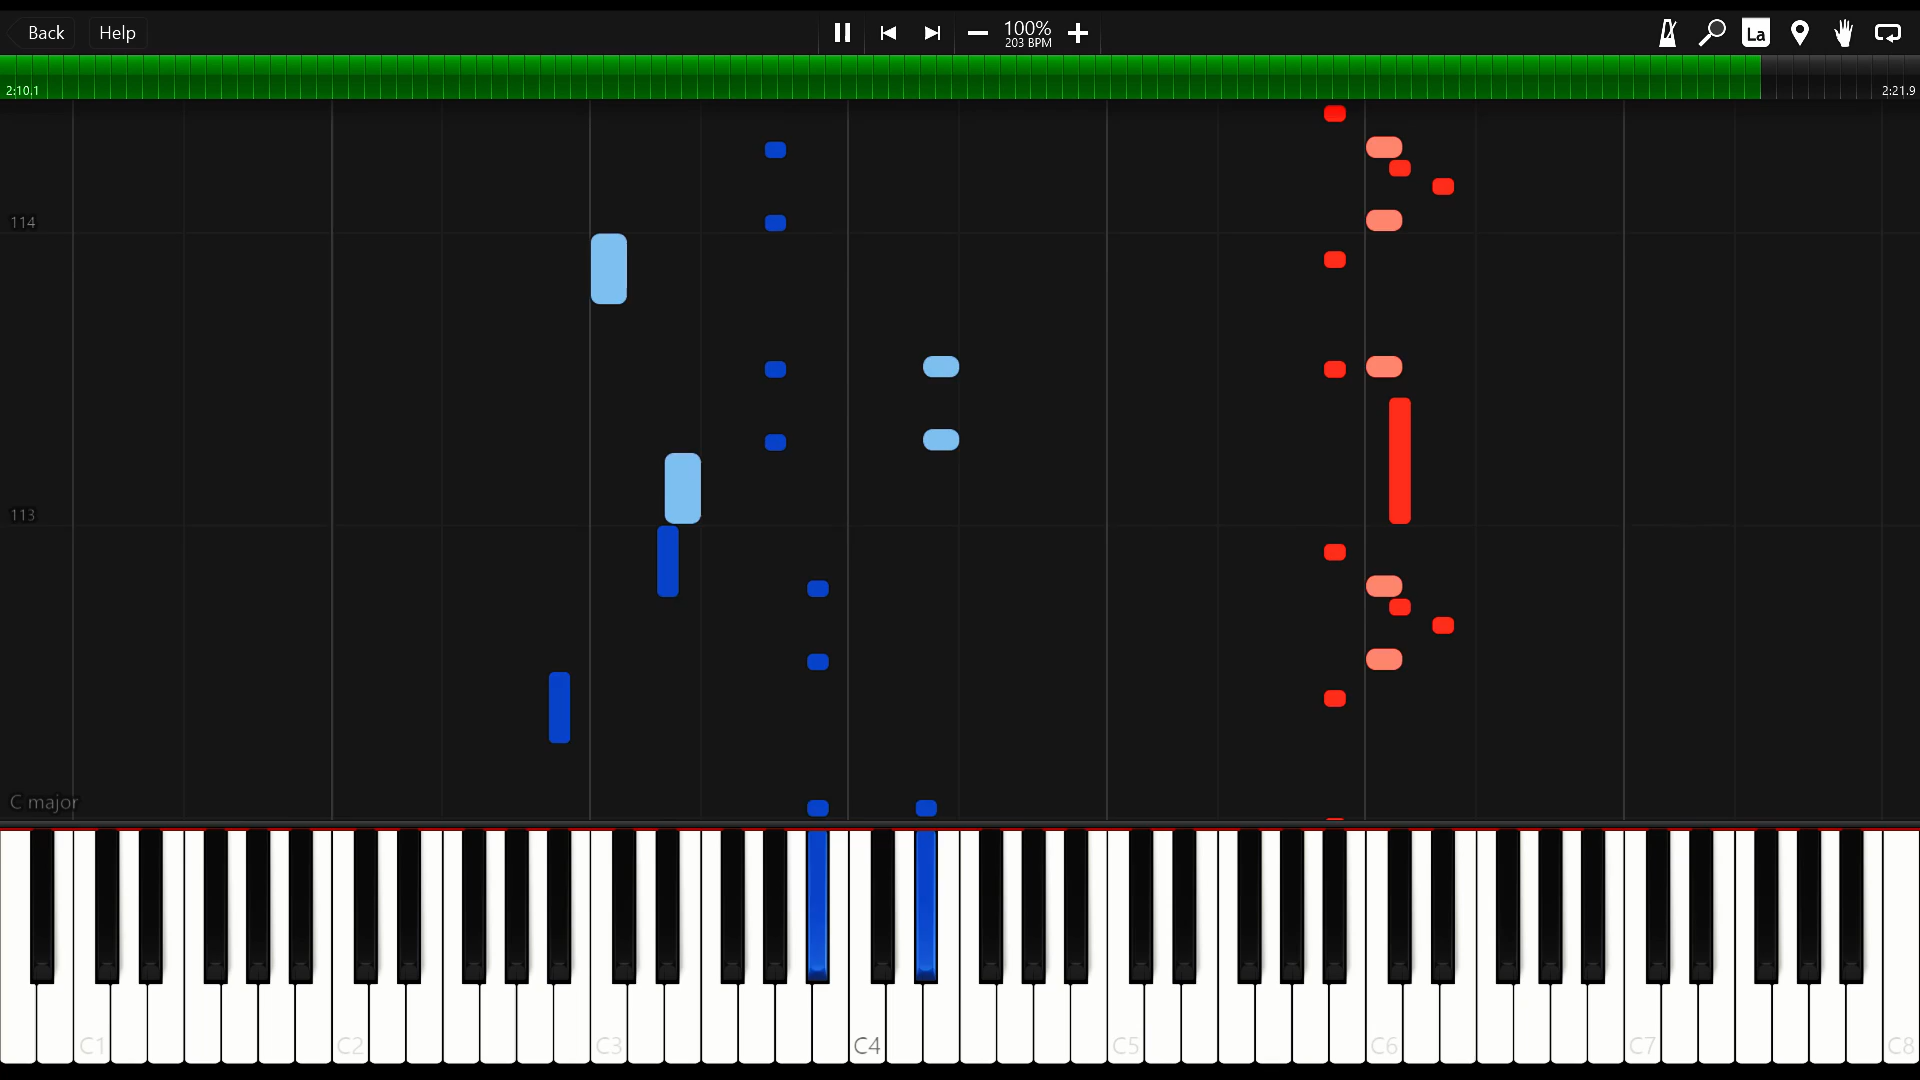 Back
Help
100%
203 BPM
La
2:10,1
2:21.9
114
113
C major
C1
C2
C3
C4
C5
C6
C7
C8